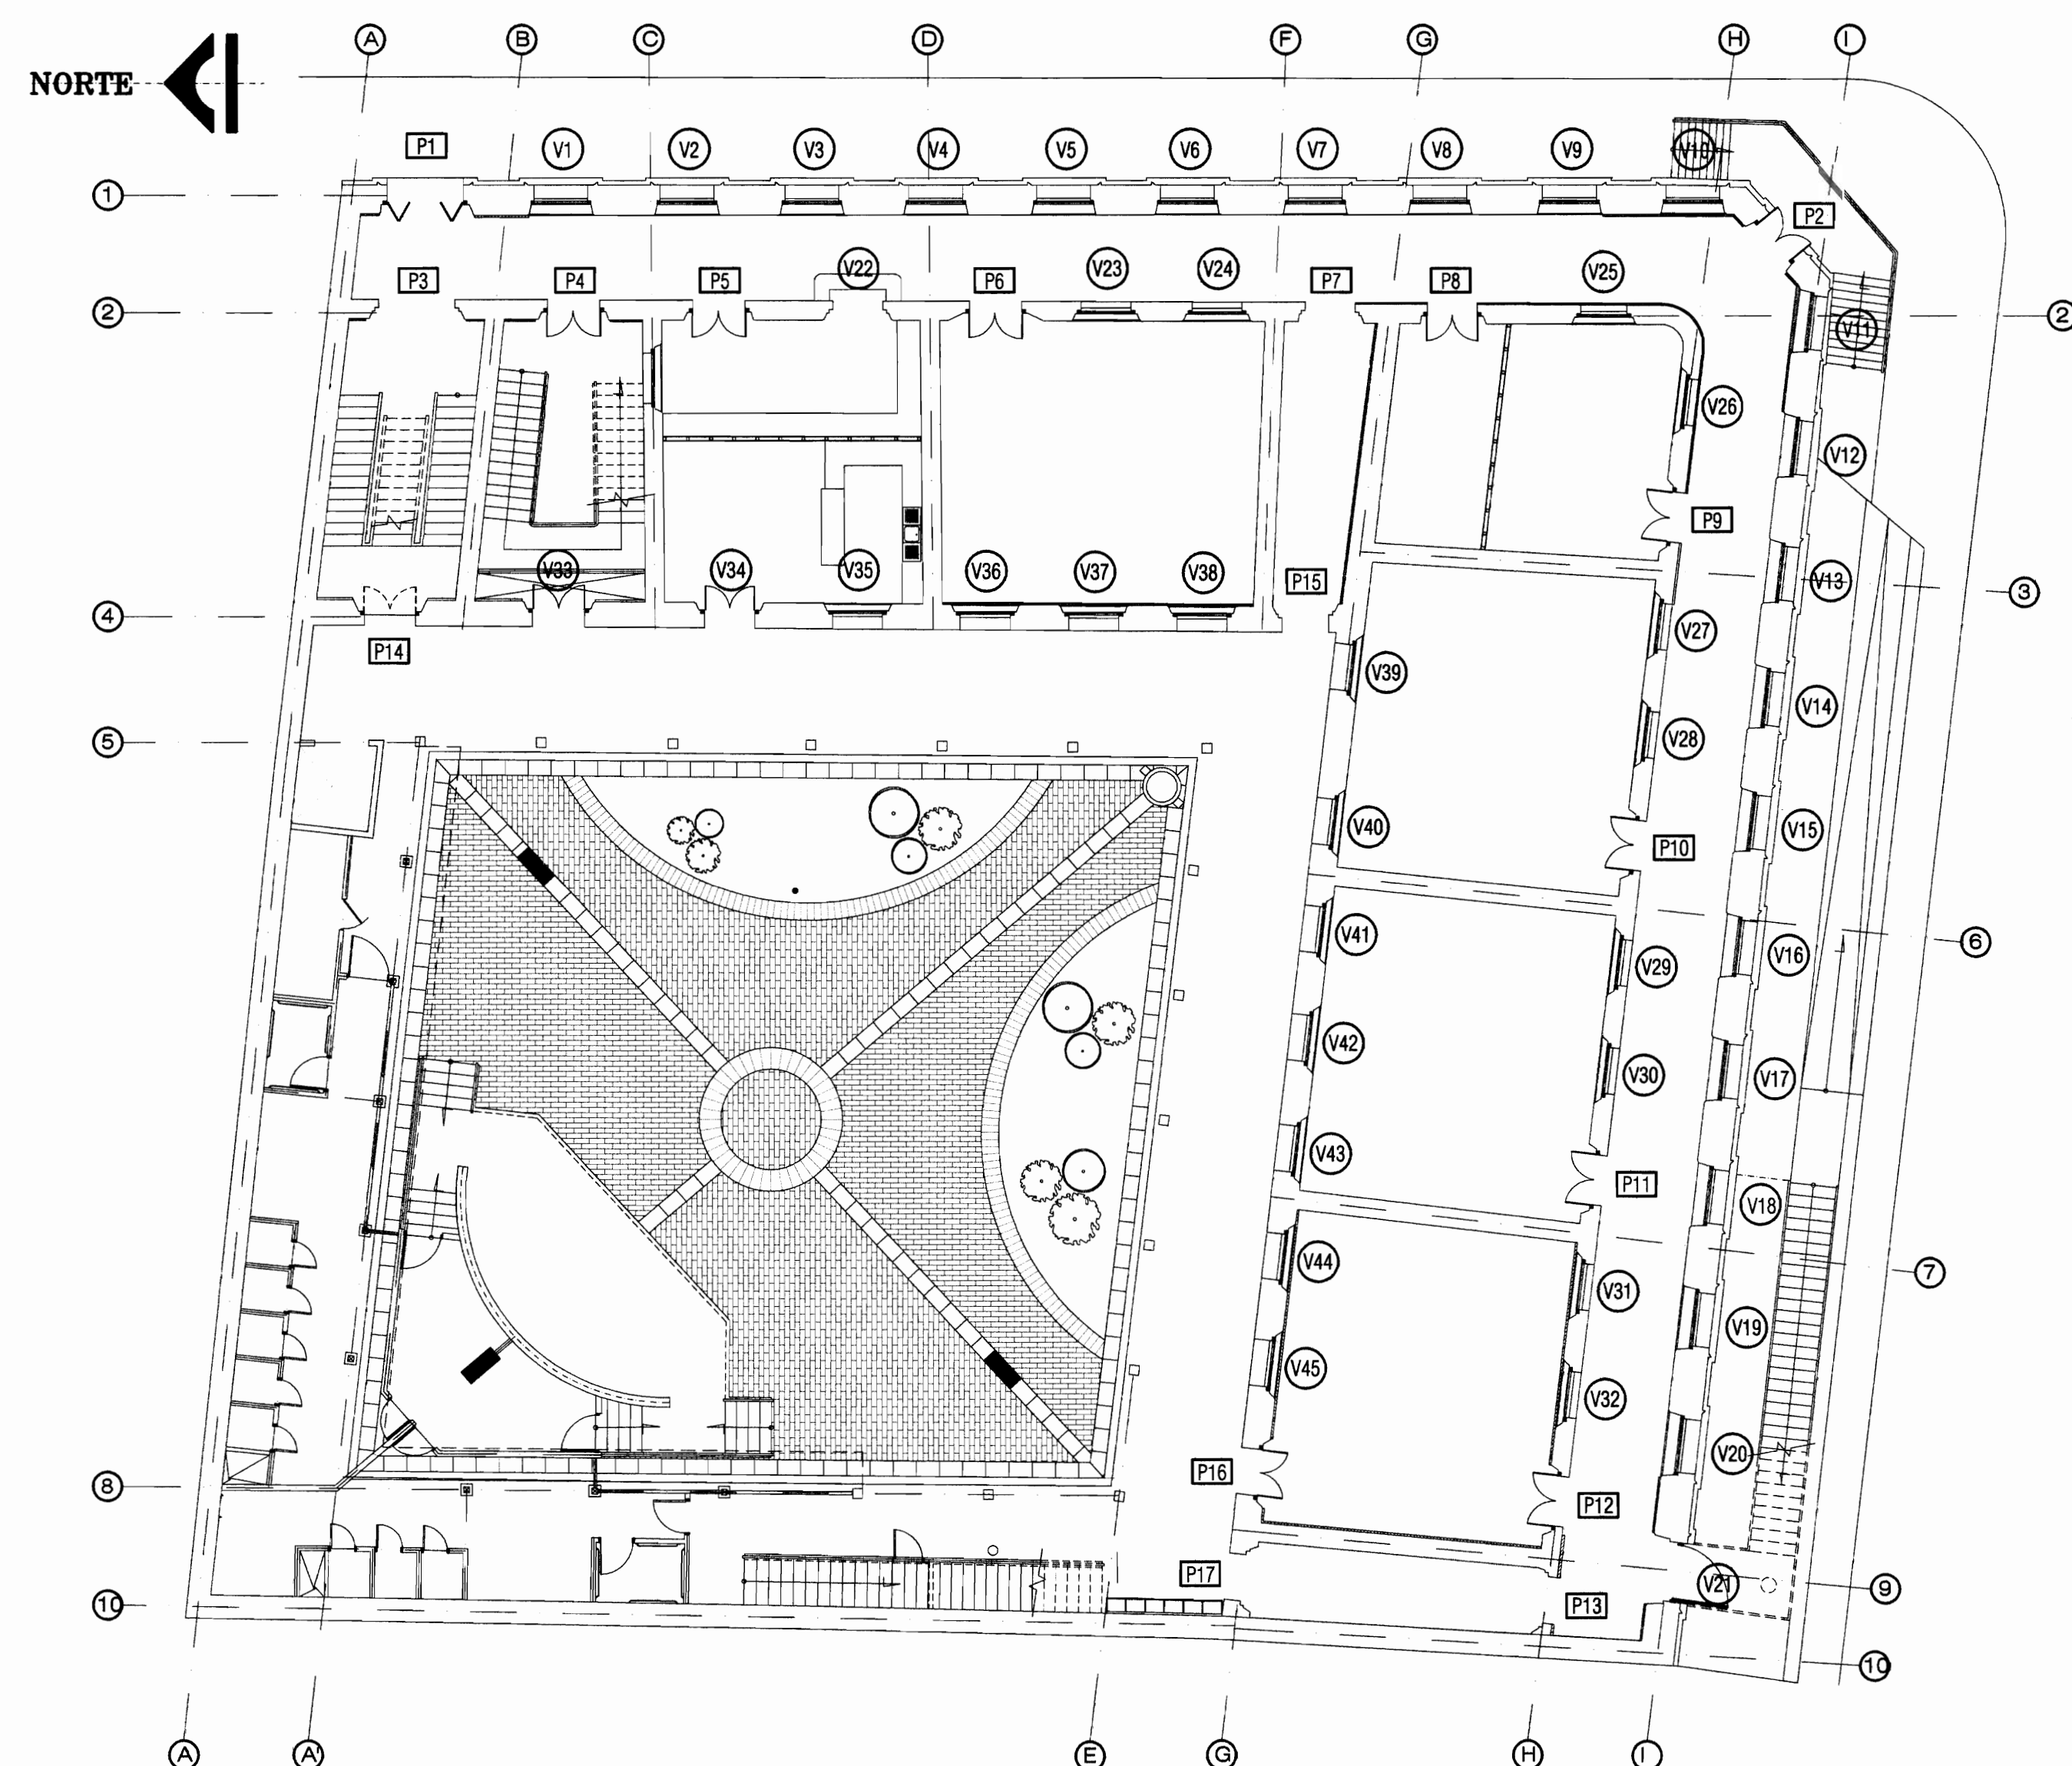 A B C D F G H I
NORTE
P1 V1 V2 V3 V4 V5 V6 V7 V8 V9 V10
1
P2
P3 P4 P5 V22 P6 V23 V24 P7 P8 V25
2 2
V11
V26
V12
P9
V33 V34 V35 V36 V37 V38 P15 V13
3
4
V27
P14 V39
V14
5 V28
V40 V15
P10
V41 6
V16
V29
V42
V30 V17
V43
P11
V18
V44 7
V31
V19
V45
V32
V20
P16
8
P12
P17 V21 9
10 P13
10
A A' E G H I